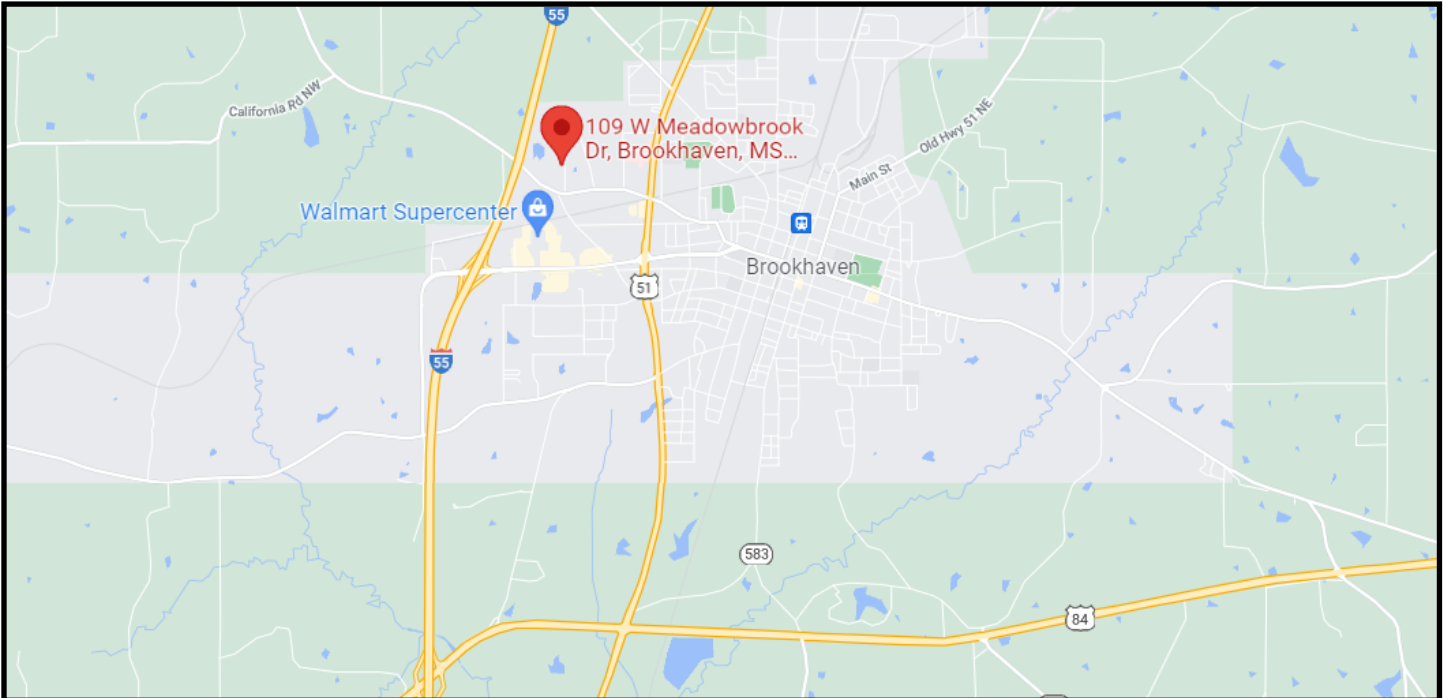 55
California Rd NW
109 W Meadowbrook
Dr, Brookhaven, MS...
Old Hwy 51 NE
Main St
Walmart Supercenter
Brookhaven
51
55
583
84